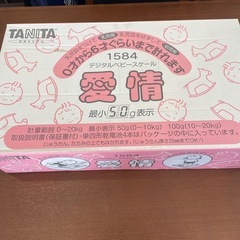 TANITA
0才から6才ぐらいまで計れます
1584
デジタルベビースケール
愛情
最小50g表示
計量範囲 0~20kg 最小表示 50g(0~10kg) 100g(10~20kg)
取扱説明書(保証書付)・単四形乾電池4本はパッケージの中に入っています。
1584
TANITA
愛情